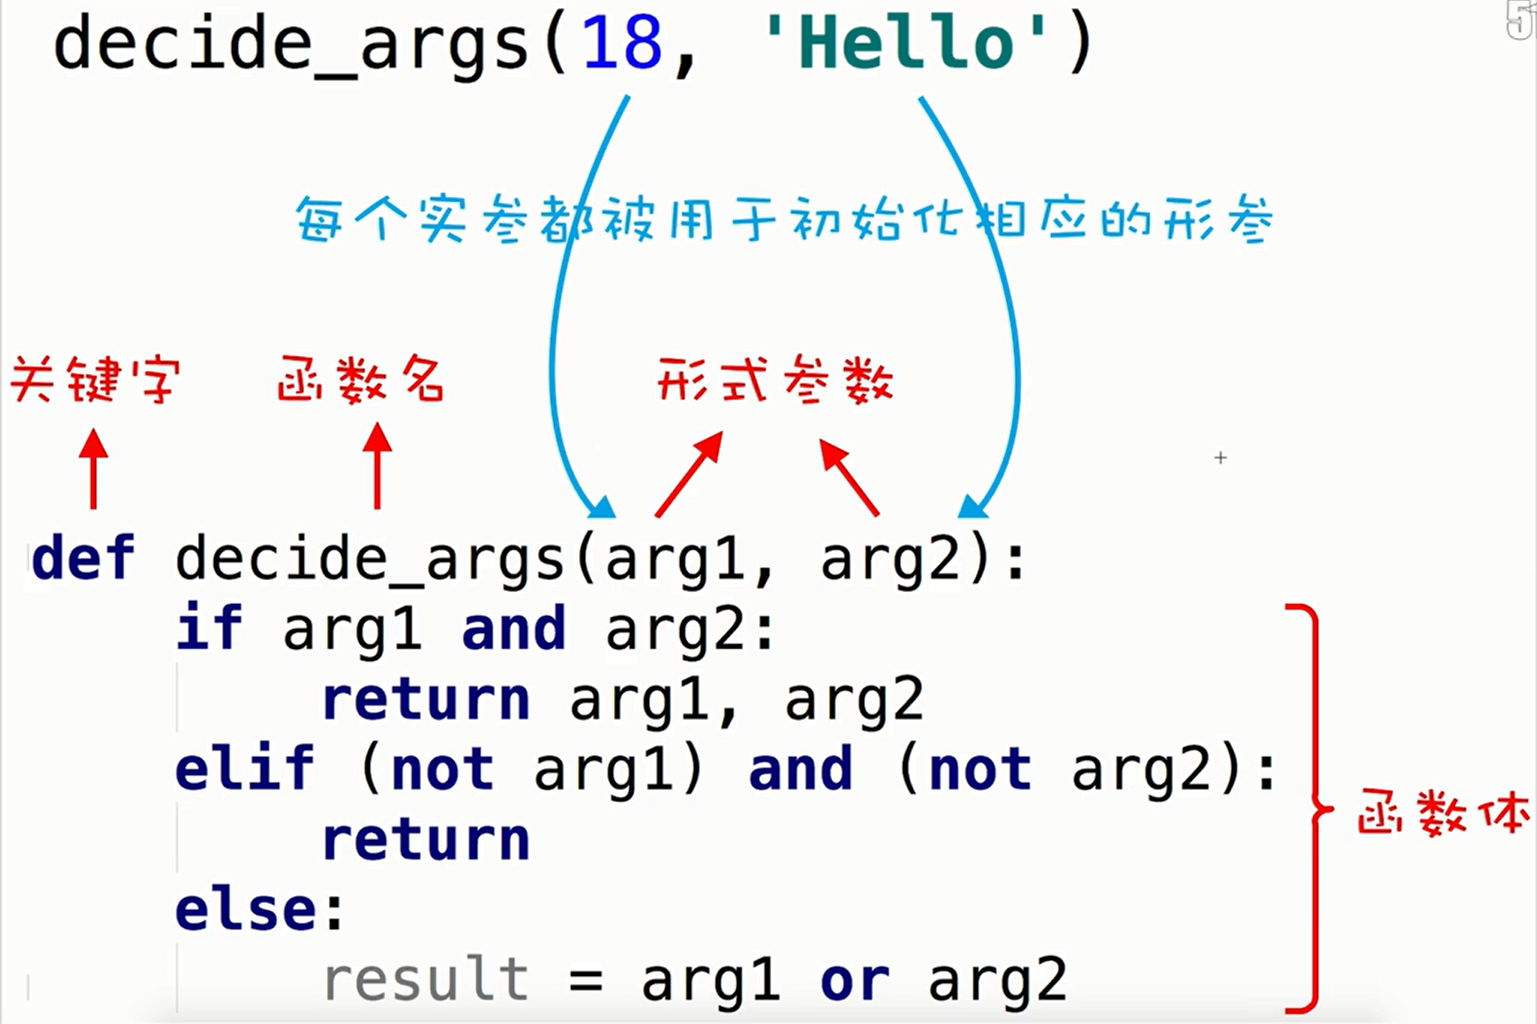 decide_args(18, 'Hello')
每个实参都被用于初始化相应的形参
关键字 函数名 形式参数
def decide_args(arg1, arg2):
if arg1 and arg2:
return arg1, arg2
elif (not arg1) and (not arg2):
return
函数体
else:
result = arg1 or arg2